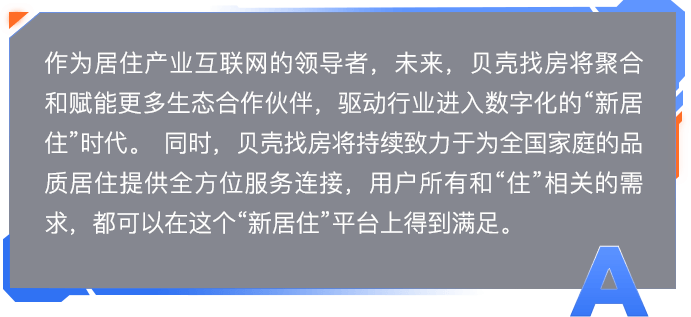 作为居住产业互联网的领导者，未来，贝壳找房将聚合
和赋能更多生态合作伙伴，驱动行业进入数字化的“新居
住”时代。 同时，贝壳找房将持续致力于为全国家庭的品
质居住提供全方位服务连接，用户所有和“住”相关的需
求，都可以在这个“新居住”平台上得到满足。
A